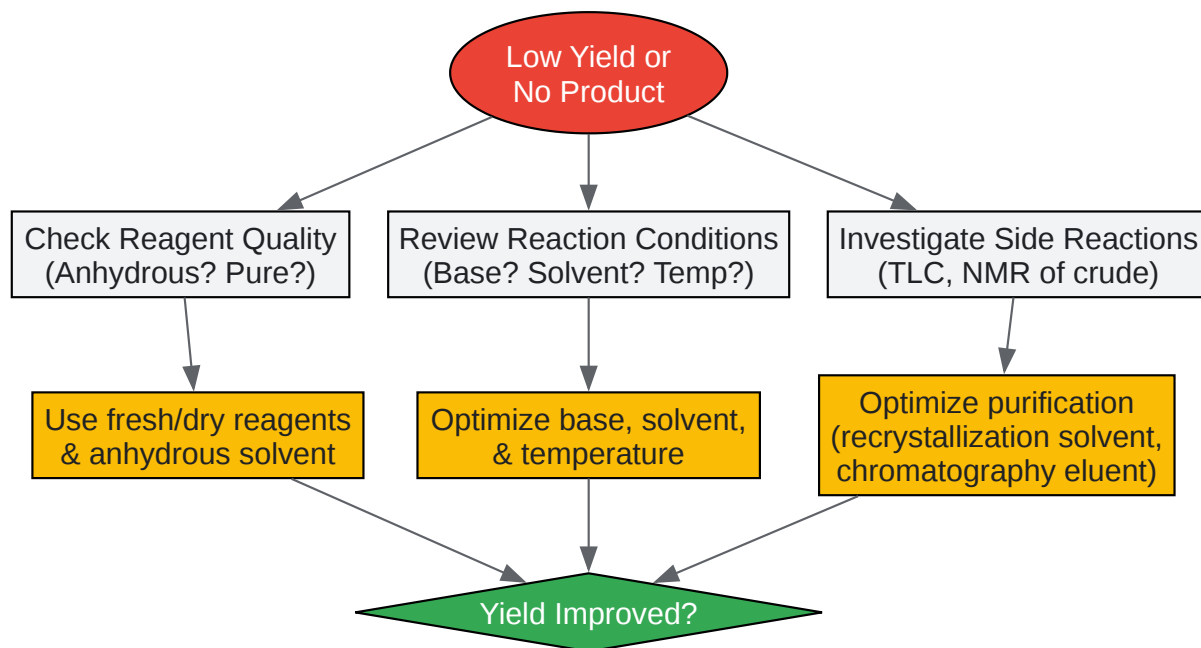 Low Yield or
No Product
Check Reagent Quality
(Anhydrous? Pure?)
Review Reaction Conditions
(Base? Solvent? Temp?)
Investigate Side Reactions
(TLC, NMR of crude)
Use fresh/dry reagents
& anhydrous solvent
Optimize base, solvent,
& temperature
Optimize purification
(recrystallization solvent,
chromatography eluent)
Yield Improved?